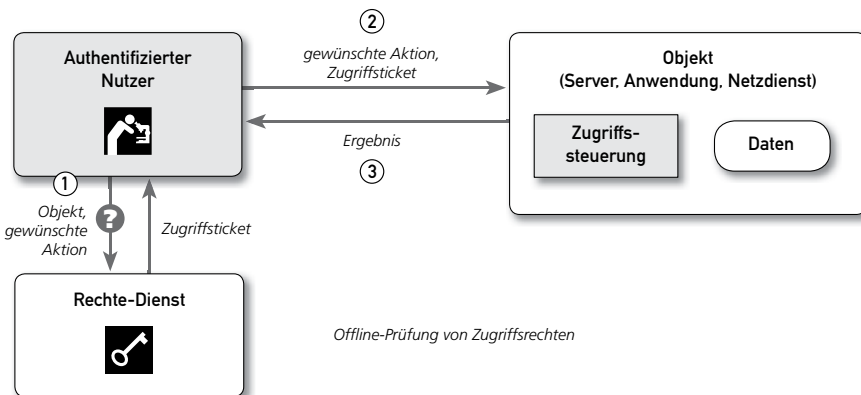 ②
Authentifizierter
Nutzer
gewünschte Aktion,
Zugriffsticket
Objekt
(Server, Anwendung, Netzdienst)
Zugriffs-
steuerung
Daten
Ergebnis
③
①
Objekt,
gewünschte
Aktion
?
Zugriffsticket
Rechte-Dienst
Offline-Prüfung von Zugriffsrechten